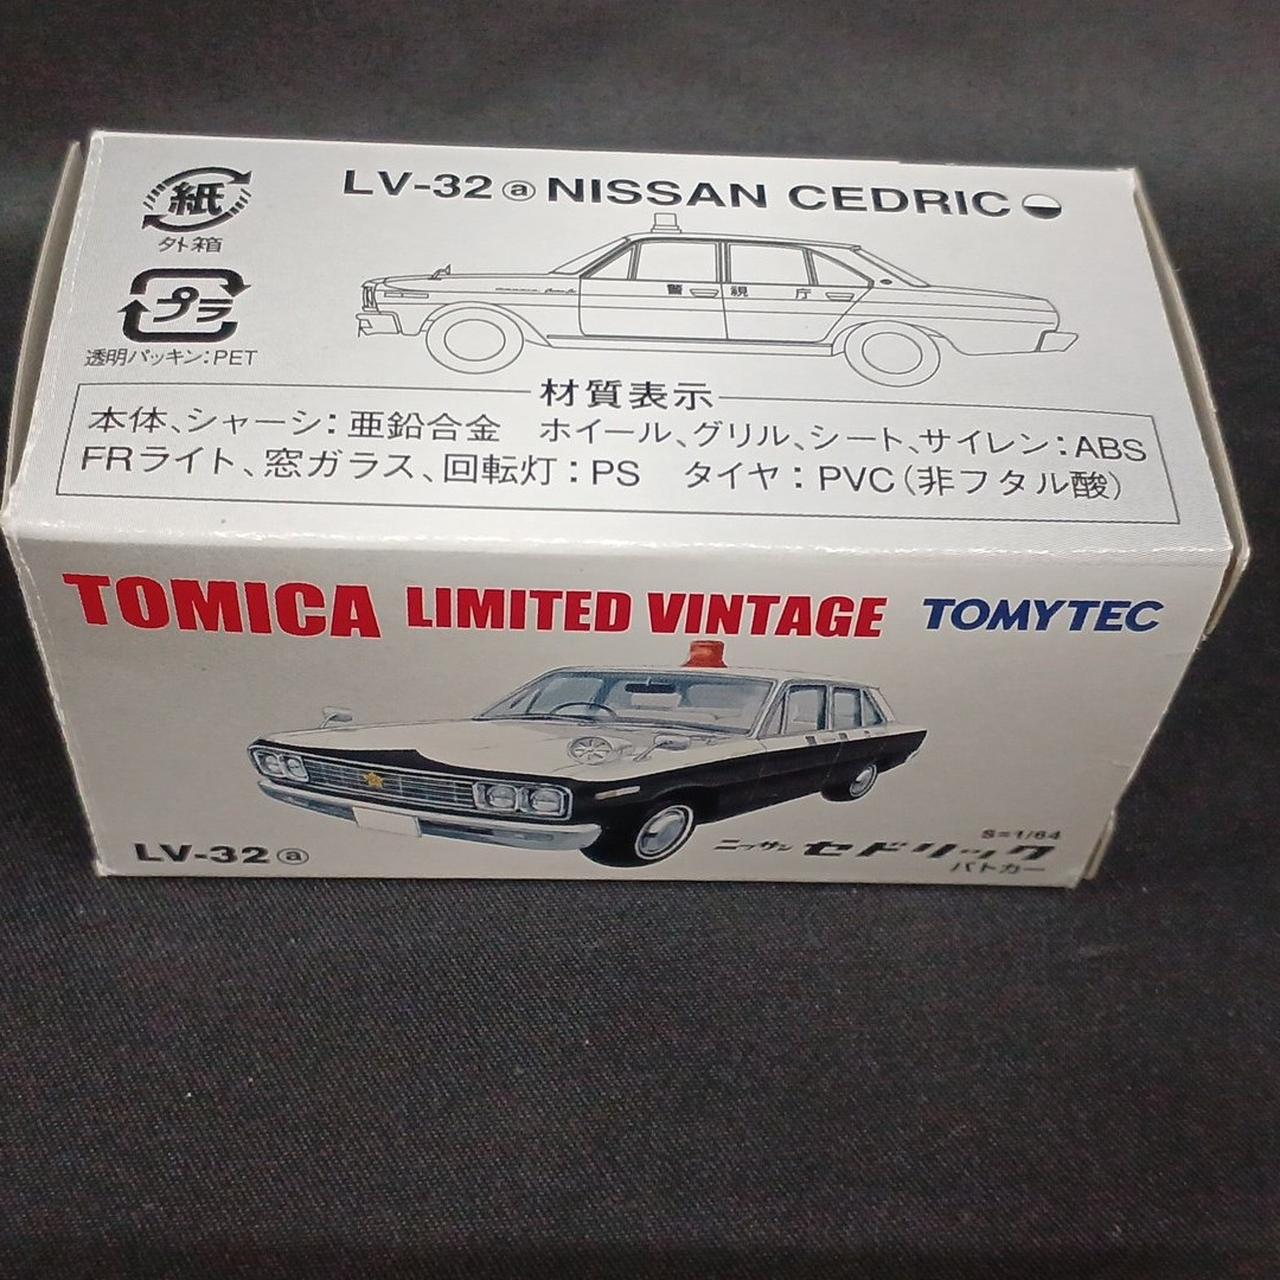 紙
外箱
プラ
透明パッキン:PET
LV-32 ⓐ NISSAN CEDRIC
警視庁
材質表示
本体、シャーシ:亜鉛合金 ホイール、グリル、シート、サイレン:ABS
FRライト、窓ガラス、回転灯:PS タイヤ:PVC(非フタル酸)
TOMICA LIMITED VINTAGE TOMYTEC
LV-32 ⓐ
S=1/64
ニッサン セドリック
パトカー